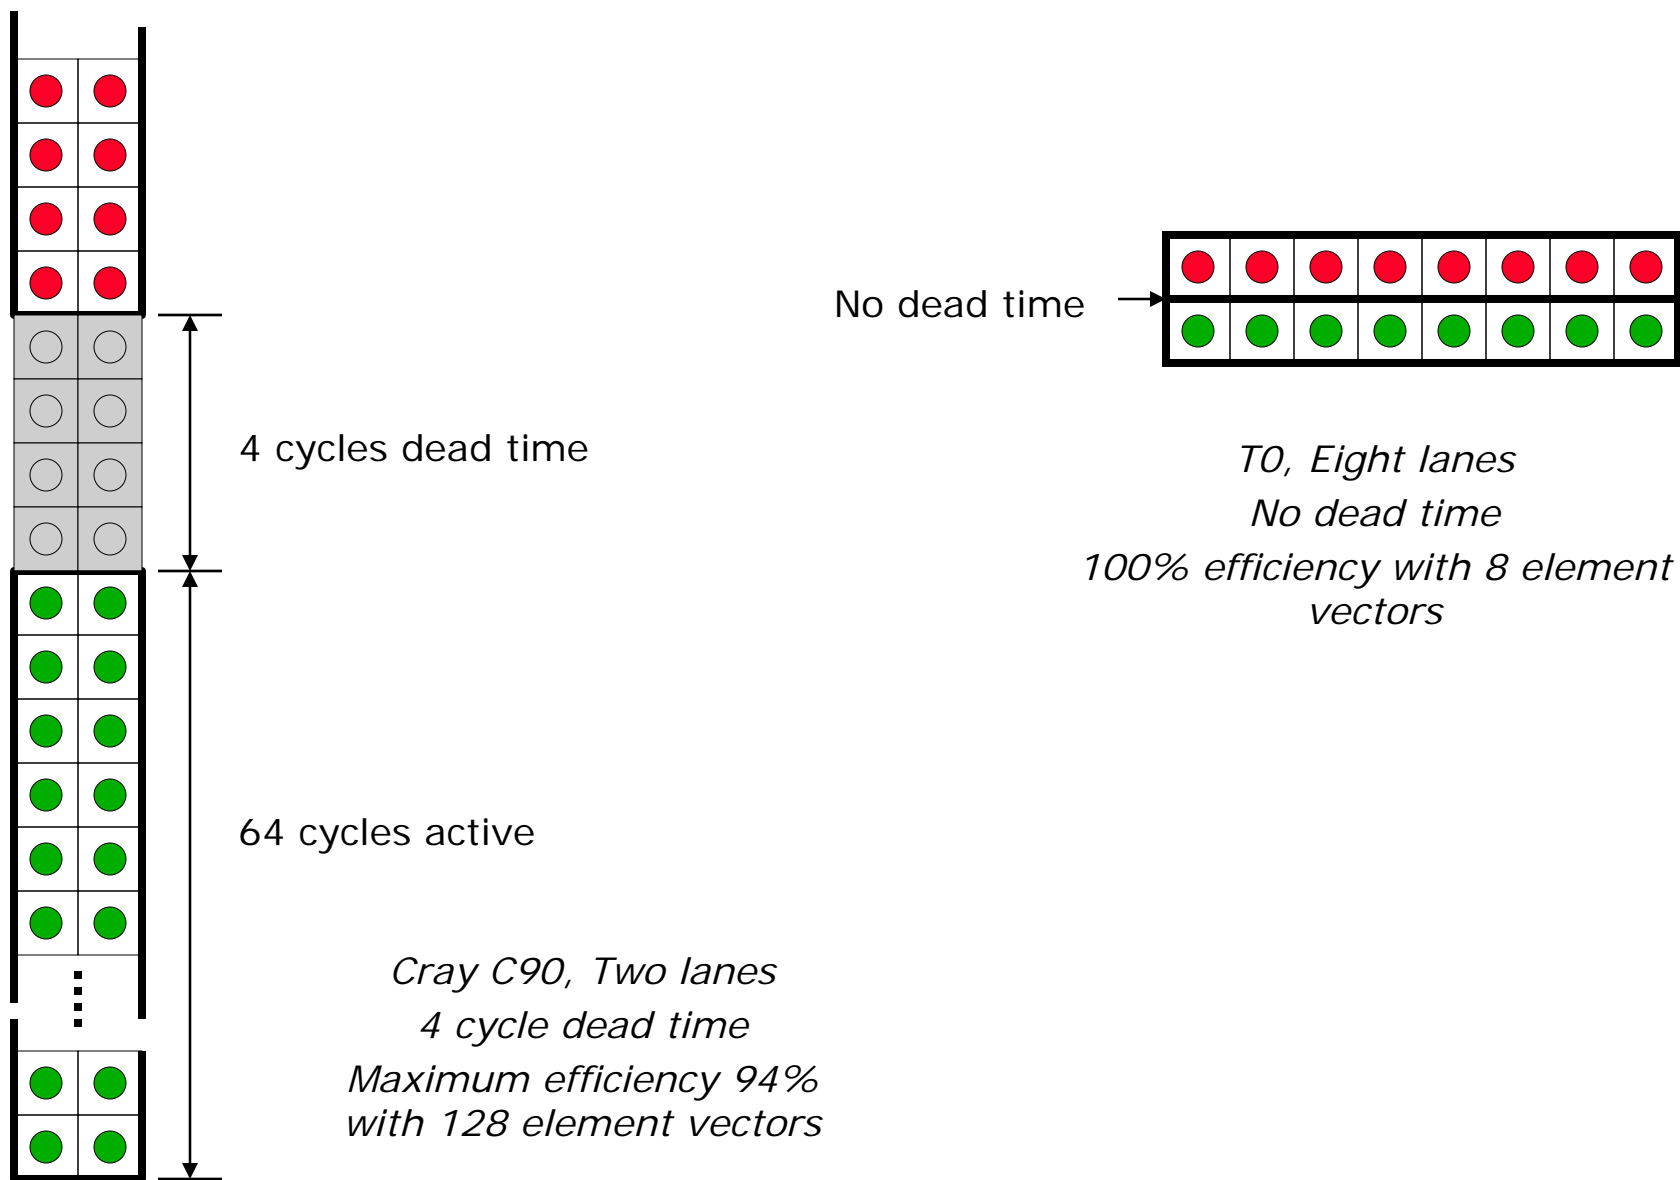 No dead time
4 cycles dead time
T0, Eight lanes
No dead time
100% efficiency with 8 element
vectors
64 cycles active
Cray C90, Two lanes
4 cycle dead time
Maximum efficiency 94%
with 128 element vectors